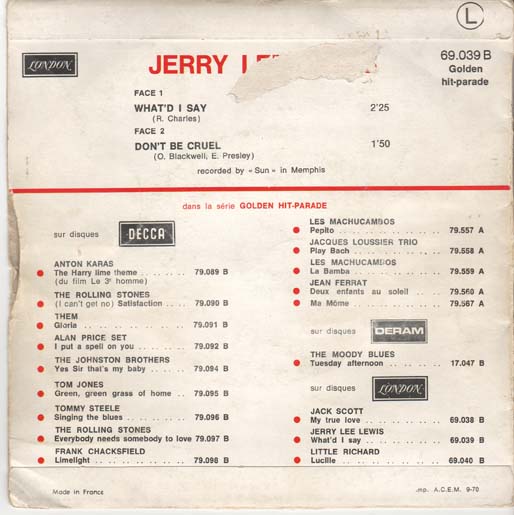 L
LONDON
JERRY LE
69.039 B
Golden
hit-parade
FACE 1
WHAT'D I SAY 2'25
(R. Charles)
FACE 2
DON'T BE CRUEL 1'50
(O. Blackwell, E. Presley)
recorded by « Sun » in Memphis
dans la série GOLDEN HIT-PARADE
sur disques DECCA
ANTON KARAS
The Harry lime theme . . . . . . 79.089 B
(du film Le 3e homme)
THE ROLLING STONES
(I can't get no) Satisfaction . . . . 79.090 B
THEM
Gloria . . . . . . . . . . 79.091 B
ALAN PRICE SET
I put a spell on you . . . . . . 79.092 B
THE JOHNSTON BROTHERS
Yes Sir that's my baby . . . . . 79.094 B
TOM JONES
Green, green grass of home . . 79.095 B
TOMMY STEELE
Singing the blues . . . . . . . 79.096 B
THE ROLLING STONES
Everybody needs somebody to love 79.097 B
FRANK CHACKSFIELD
Limelight . . . . . . . . . 79.098 B
LES MACHUCAMBOS
Pepito . . . . . . . . . . 79.557 A
JACQUES LOUSSIER TRIO
Play Bach . . . . . . . . 79.558 A
LES MACHUCAMBOS
La Bamba . . . . . . . . 79.559 A
JEAN FERRAT
Deux enfants au soleil . . . . 79.560 A
Ma Môme . . . . . . . . 79.567 A
sur disques DERAM
THE MOODY BLUES
Tuesday afternoon . . . . . . 17.047 B
sur disques LONDON
JACK SCOTT
My true love . . . . . . . . 69.038 B
JERRY LEE LEWIS
What'd I say . . . . . . . . 69.039 B
LITTLE RICHARD
Lucille . . . . . . . . . . 69.040 B
Made in France
mp. A.C.E.M. 9-70